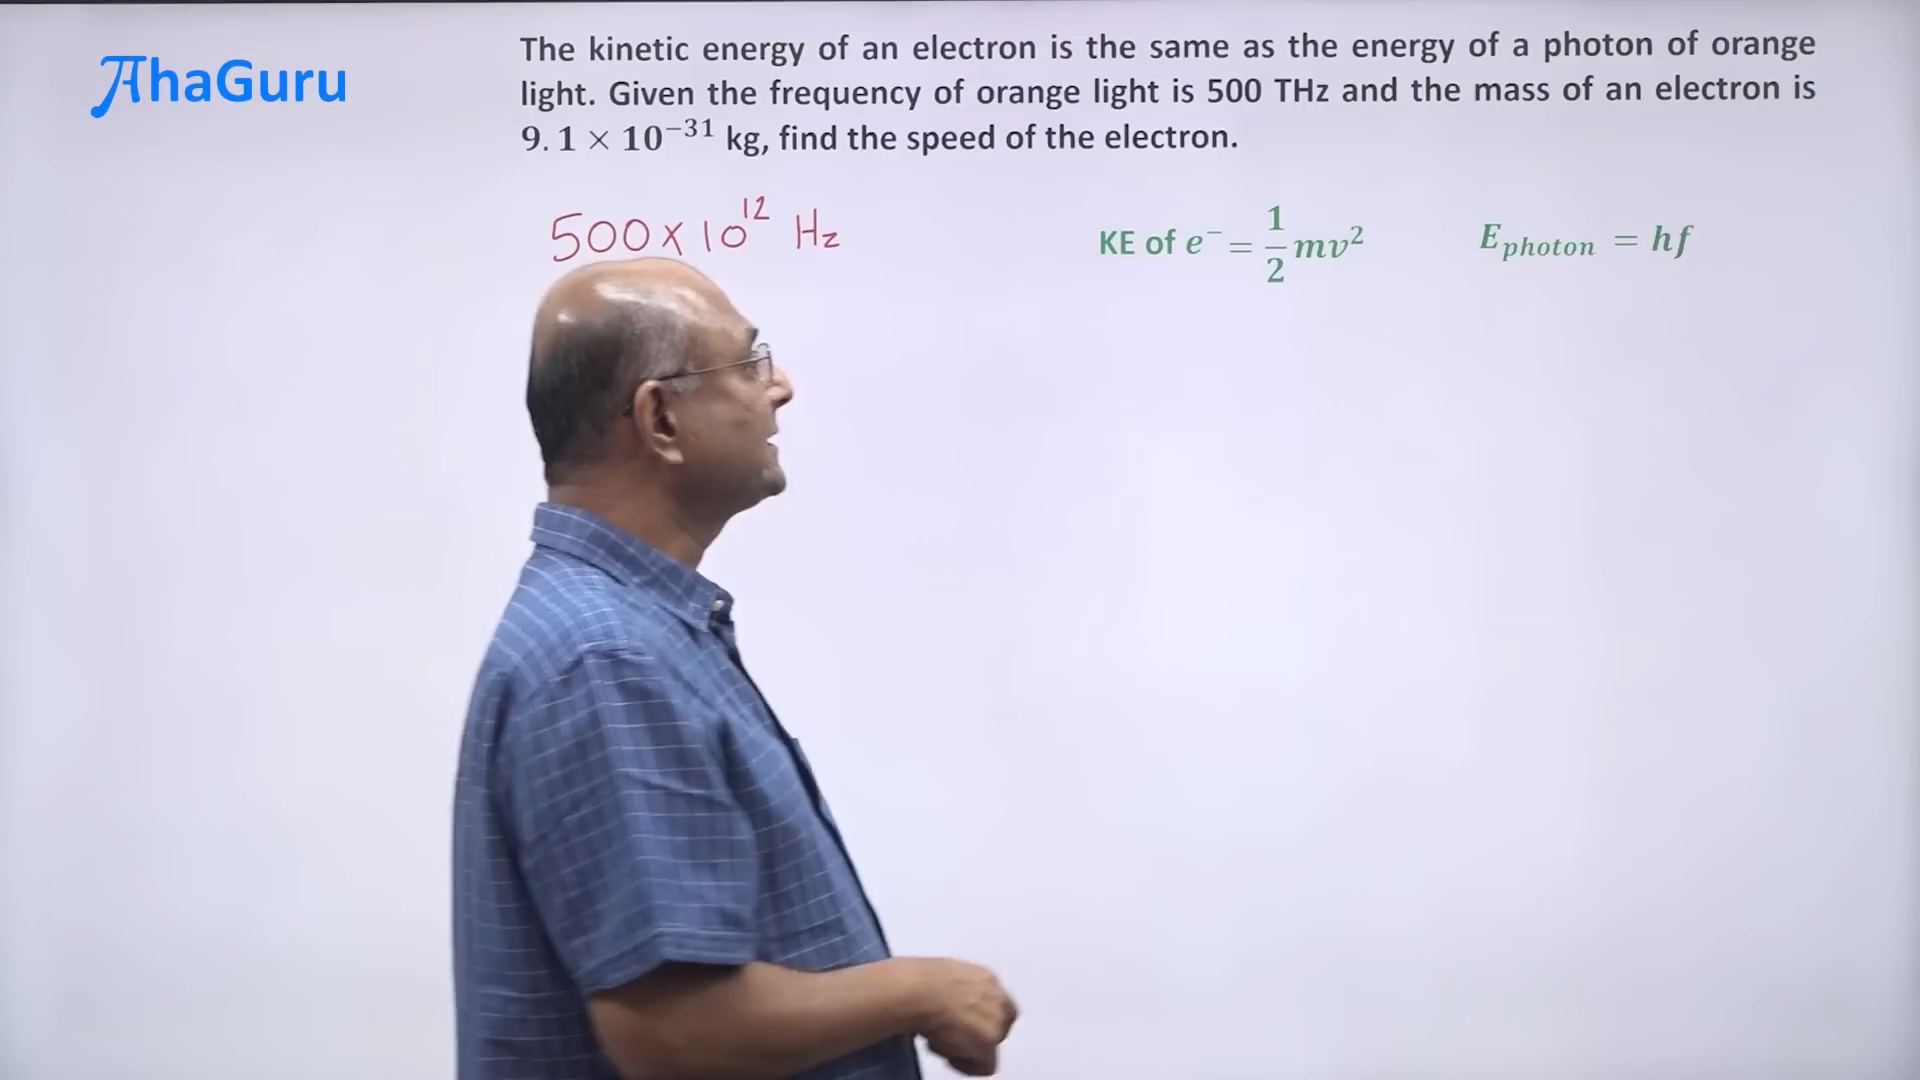 AhaGuru
The kinetic energy of an electron is the same as the energy of a photon of orange
light. Given the frequency of orange light is 500 THz and the mass of an electron is
9.1 × 10⁻³¹ kg, find the speed of the electron.
500 × 10¹² Hz
KE of e⁻ = 1/2 mv²
E_photon = hf